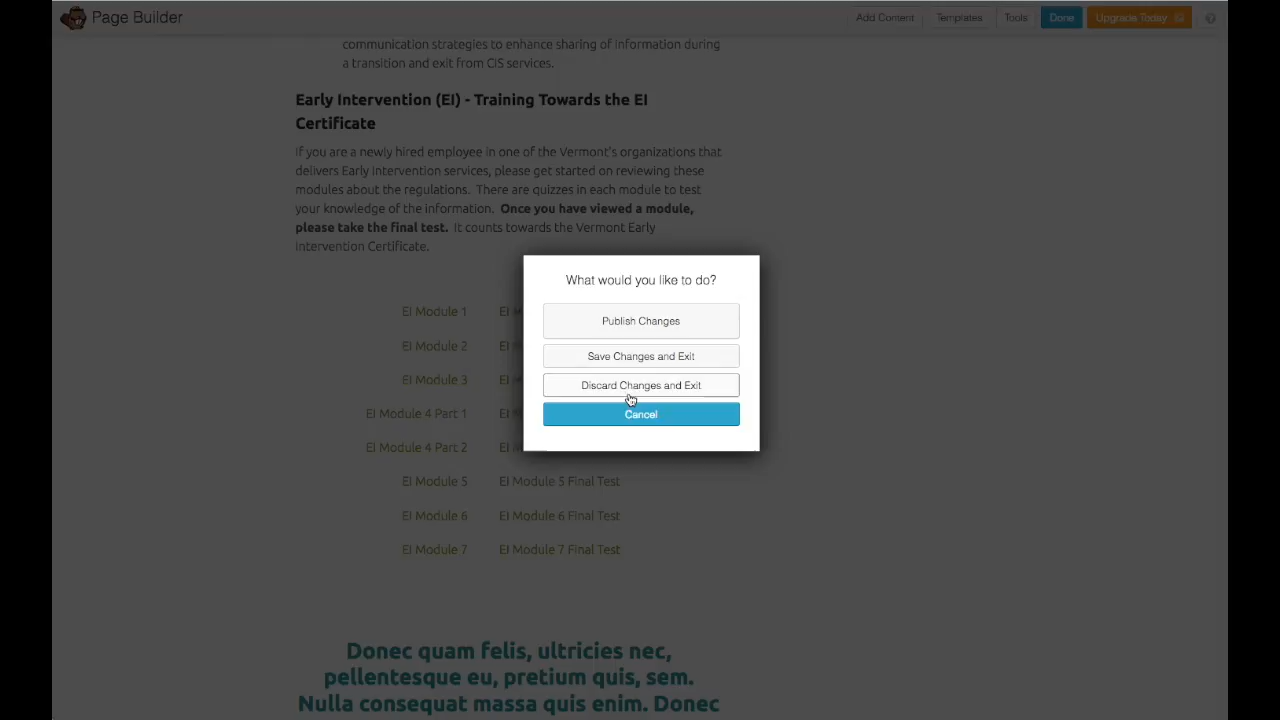 Page Builder
Add Content Templates Tools Done Upgrade Today ?
communication strategies to enhance sharing of information during
a transition and exit from CIS services.
Early Intervention (EI) - Training Towards the EI
Certificate
If you are a newly hired employee in one of the Vermont's organizations that
delivers Early intervention services, please get started on reviewing these
modules about the regulations. There are quizzes in each module to test
your knowledge of the information. Once you have viewed a module,
please take the final test. It counts towards the Vermont Early
Intervention Certificate.
What would you like to do?
Publish Changes
Save Changes and Exit
Discard Changes and Exit
Cancel
EI Module 1 EI
EI Module 2 EI
EI Module 3 EI
EI Module 4 Part 1 EI
EI Module 4 Part 2 EI
EI Module 5 EI Module 5 Final Test
EI Module 6 EI Module 6 Final Test
EI Module 7 EI Module 7 Final Test
Donec quam felis, ultricies nec,
pellentesque eu, pretium quis, sem.
Nulla consequat massa quis enim. Donec